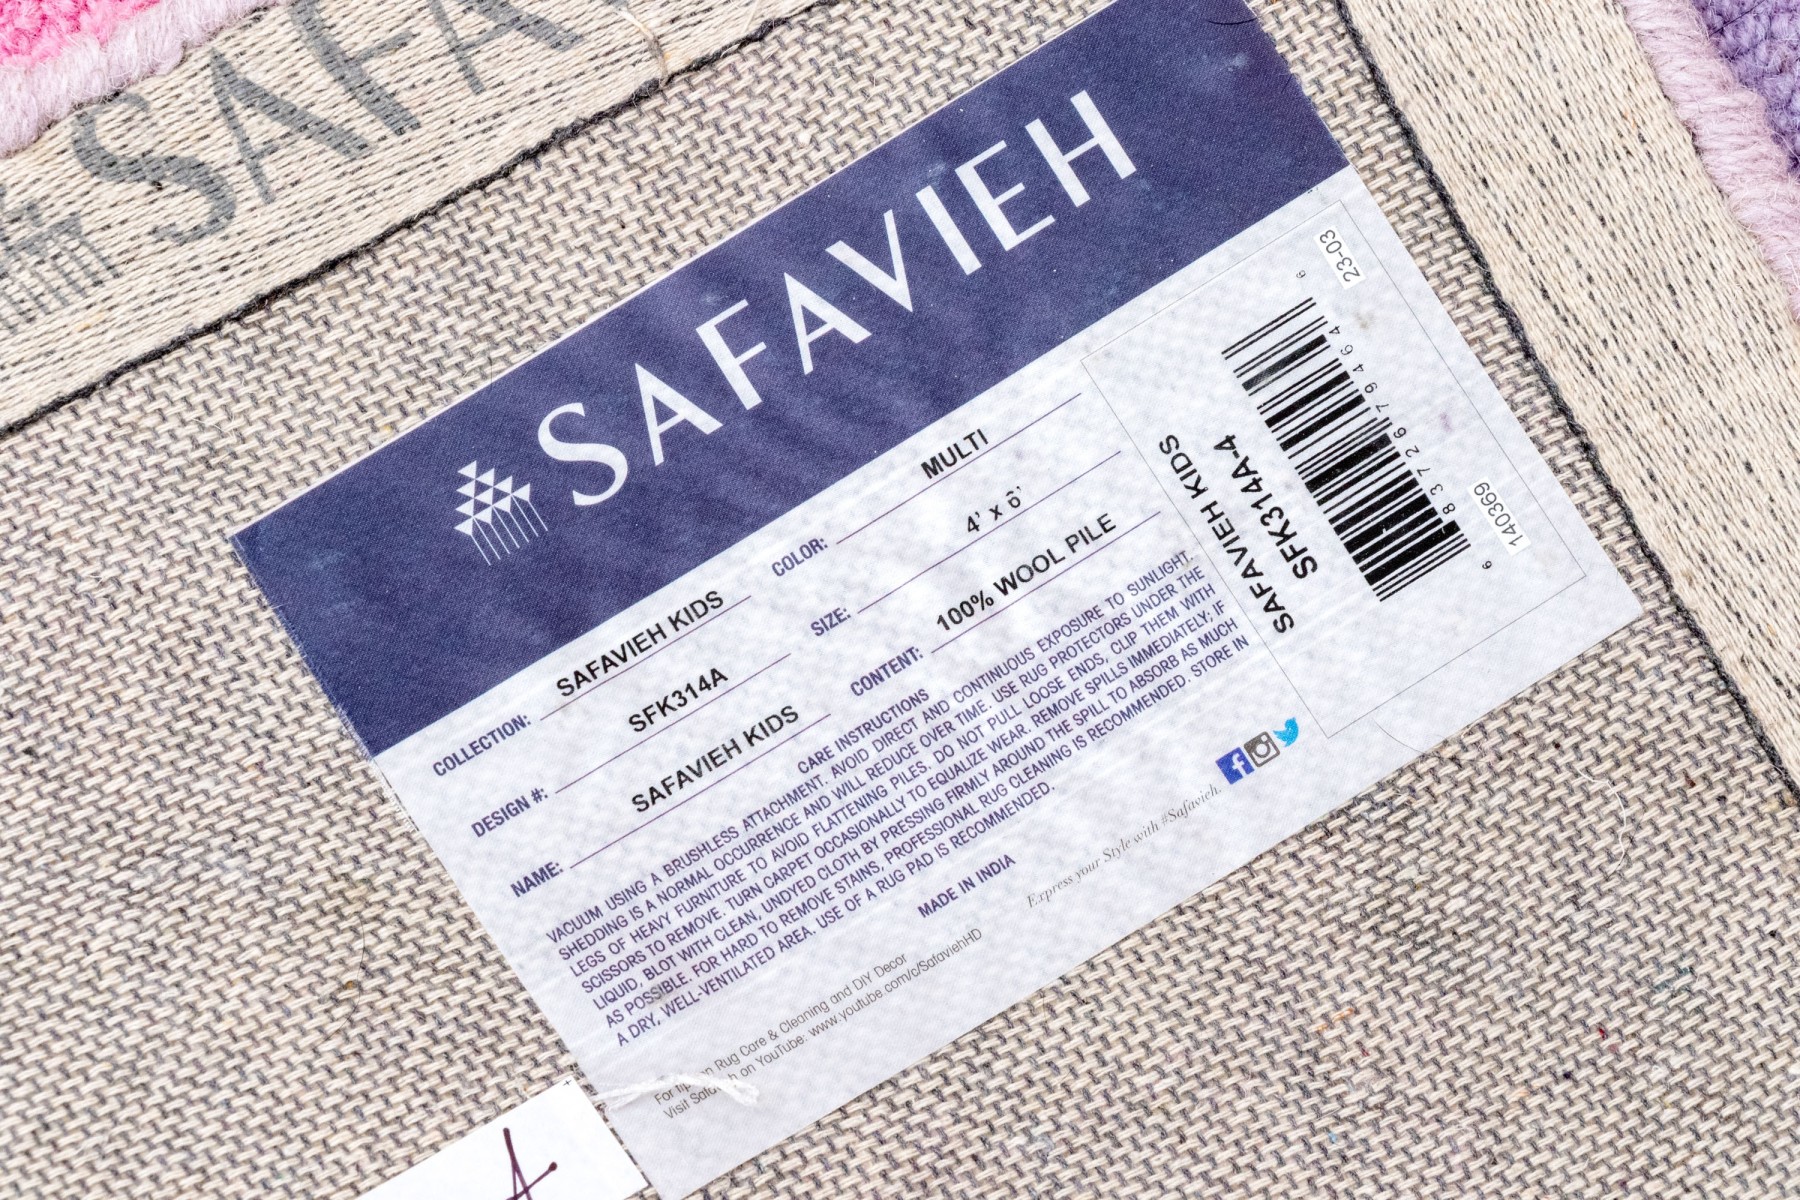 SAFA
SAFAVIEH
COLLECTION: SAFAVIEH KIDS
COLOR: MULTI
DESIGN #: SFK314A
SIZE: 4' x 6'
NAME: SAFAVIEH KIDS
CONTENT: 100% WOOL PILE
CARE INSTRUCTIONS
VACUUM USING A BRUSHLESS ATTACHMENT. AVOID DIRECT AND CONTINUOUS EXPOSURE TO SUNLIGHT.
SHEDDING IS A NORMAL OCCURRENCE AND WILL REDUCE OVER TIME. USE RUG PROTECTORS UNDER THE
LEGS OF HEAVY FURNITURE TO AVOID FLATTENING PILES. DO NOT PULL LOOSE ENDS, CLIP THEM WITH
SCISSORS TO REMOVE. TURN CARPET OCCASIONALLY TO EQUALIZE WEAR. REMOVE SPILLS IMMEDIATELY; IF
LIQUID, BLOT WITH CLEAN, UNDYED CLOTH BY PRESSING FIRMLY AROUND THE SPILL TO ABSORB AS MUCH
AS POSSIBLE. FOR HARD TO REMOVE STAINS, PROFESSIONAL RUG CLEANING IS RECOMMENDED. STORE IN
A DRY, WELL-VENTILATED AREA. USE OF A RUG PAD IS RECOMMENDED.
MADE IN INDIA
Express your Style with #Safavieh.
For on Rug Care & Cleaning and DIY Decor
Visit on YouTube: www.youtube.com/c/SafaviehHD
SAFAVIEH KIDS
SFK314A-4
6 83726 79464 6
23-03
140369
A